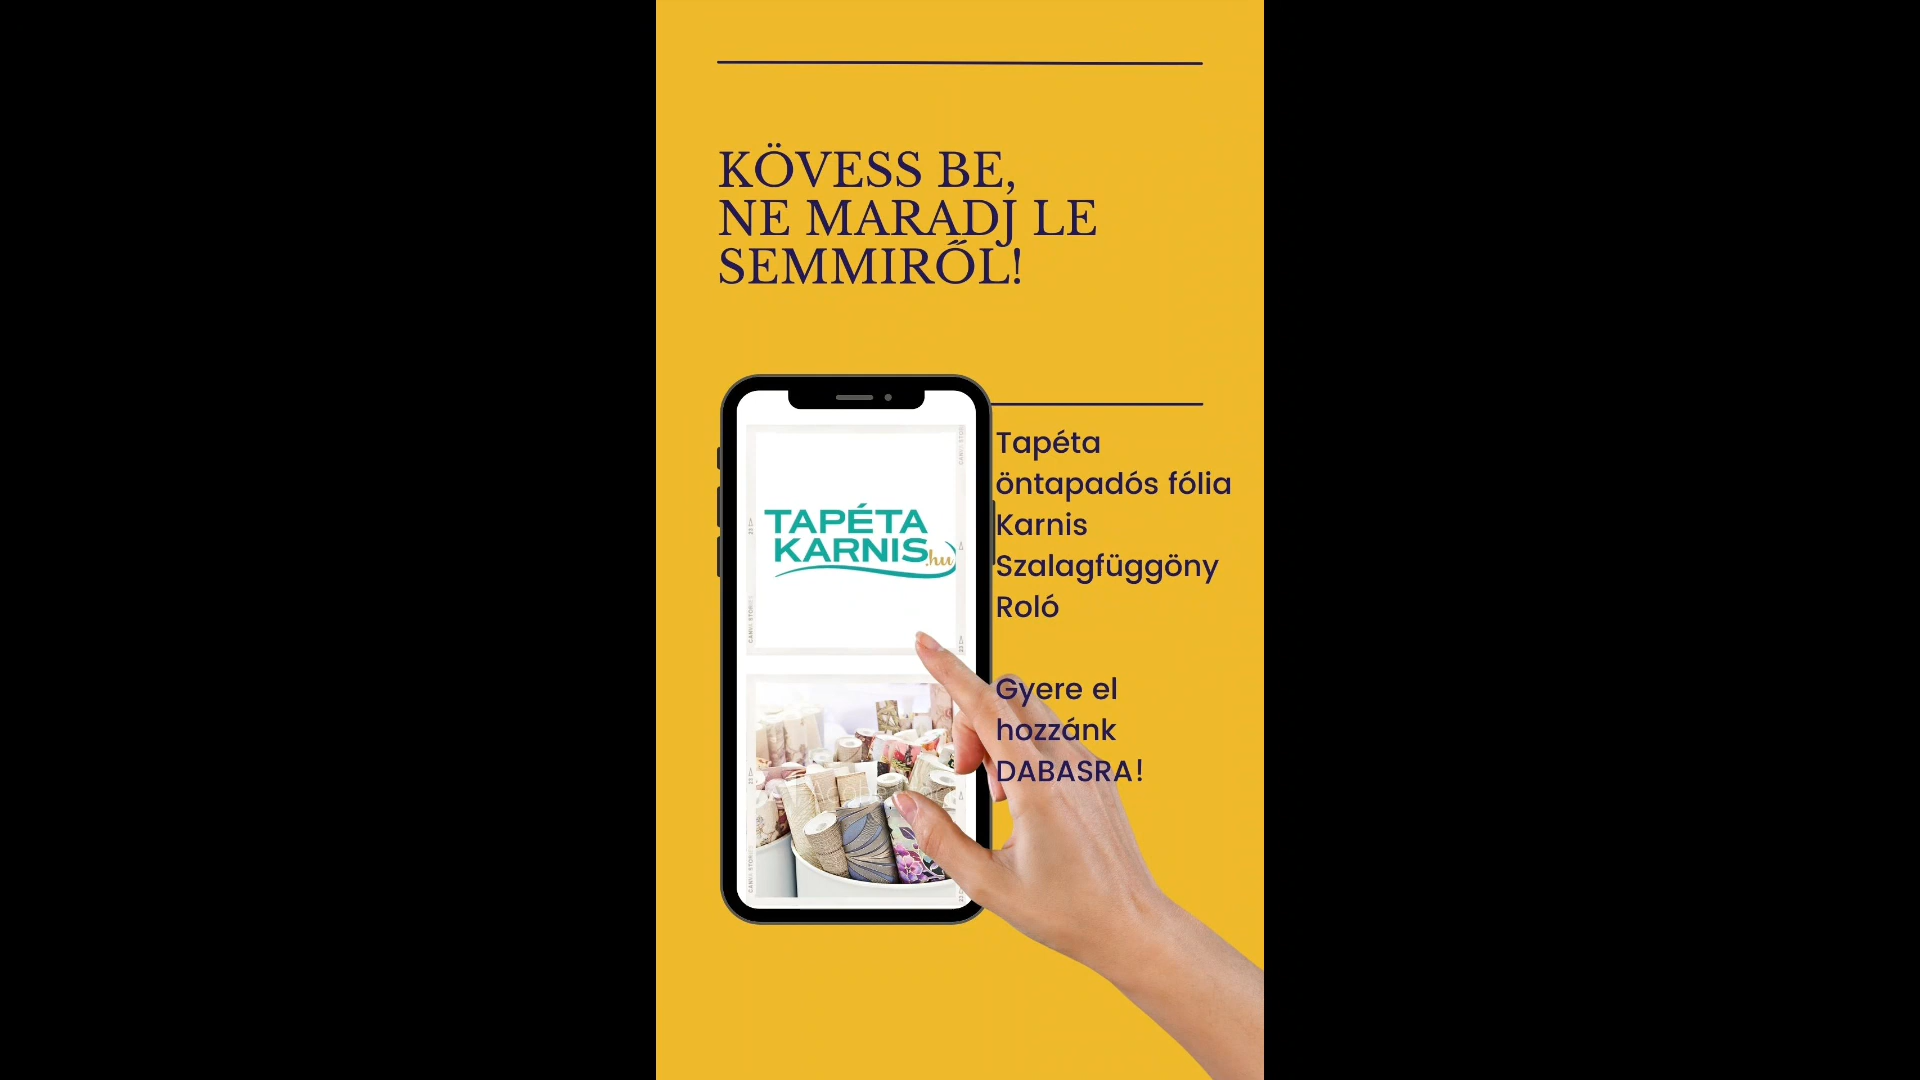 KÖVESS BE,
NE MARADJ LE
SEMMIRŐL!
TAPÉTA
KARNIS.hu
Tapéta
öntapadós fólia
Karnis
Szalagfüggöny
Roló
Gyere el
hozzánk
DABASRA!